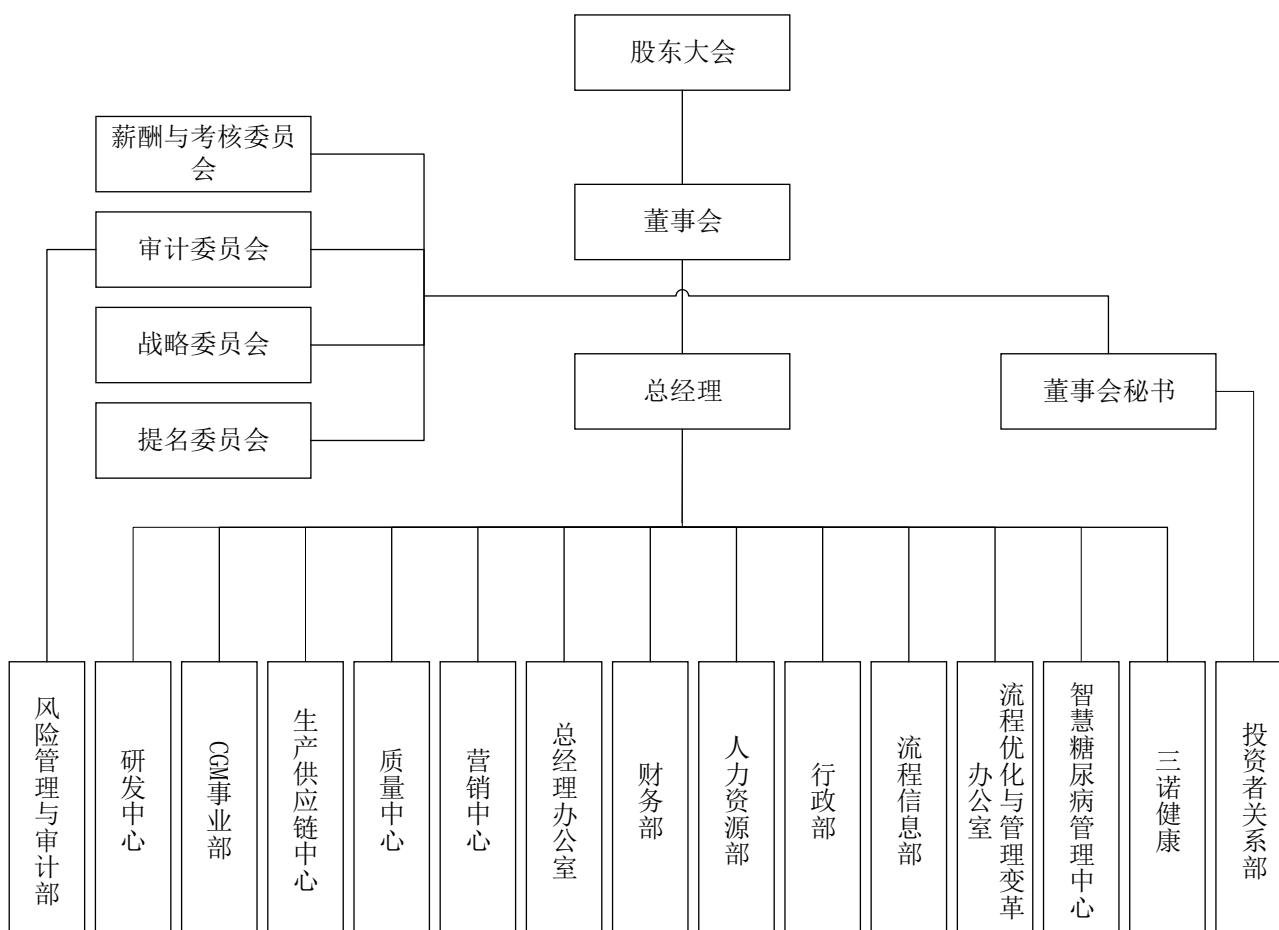 股东大会
薪酬与考核委员
会
董事会
审计委员会
战略委员会
总经理
董事会秘书
提名委员会
风险管理与审计部
研发中心
CGM事业部
生产供应链中心
质量中心
营销中心
总经理办公室
财务部
人力资源部
行政部
流程信息部
流程优化与管理变革
办公室
智慧糖尿病管理中心
三诺健康
投资者关系部